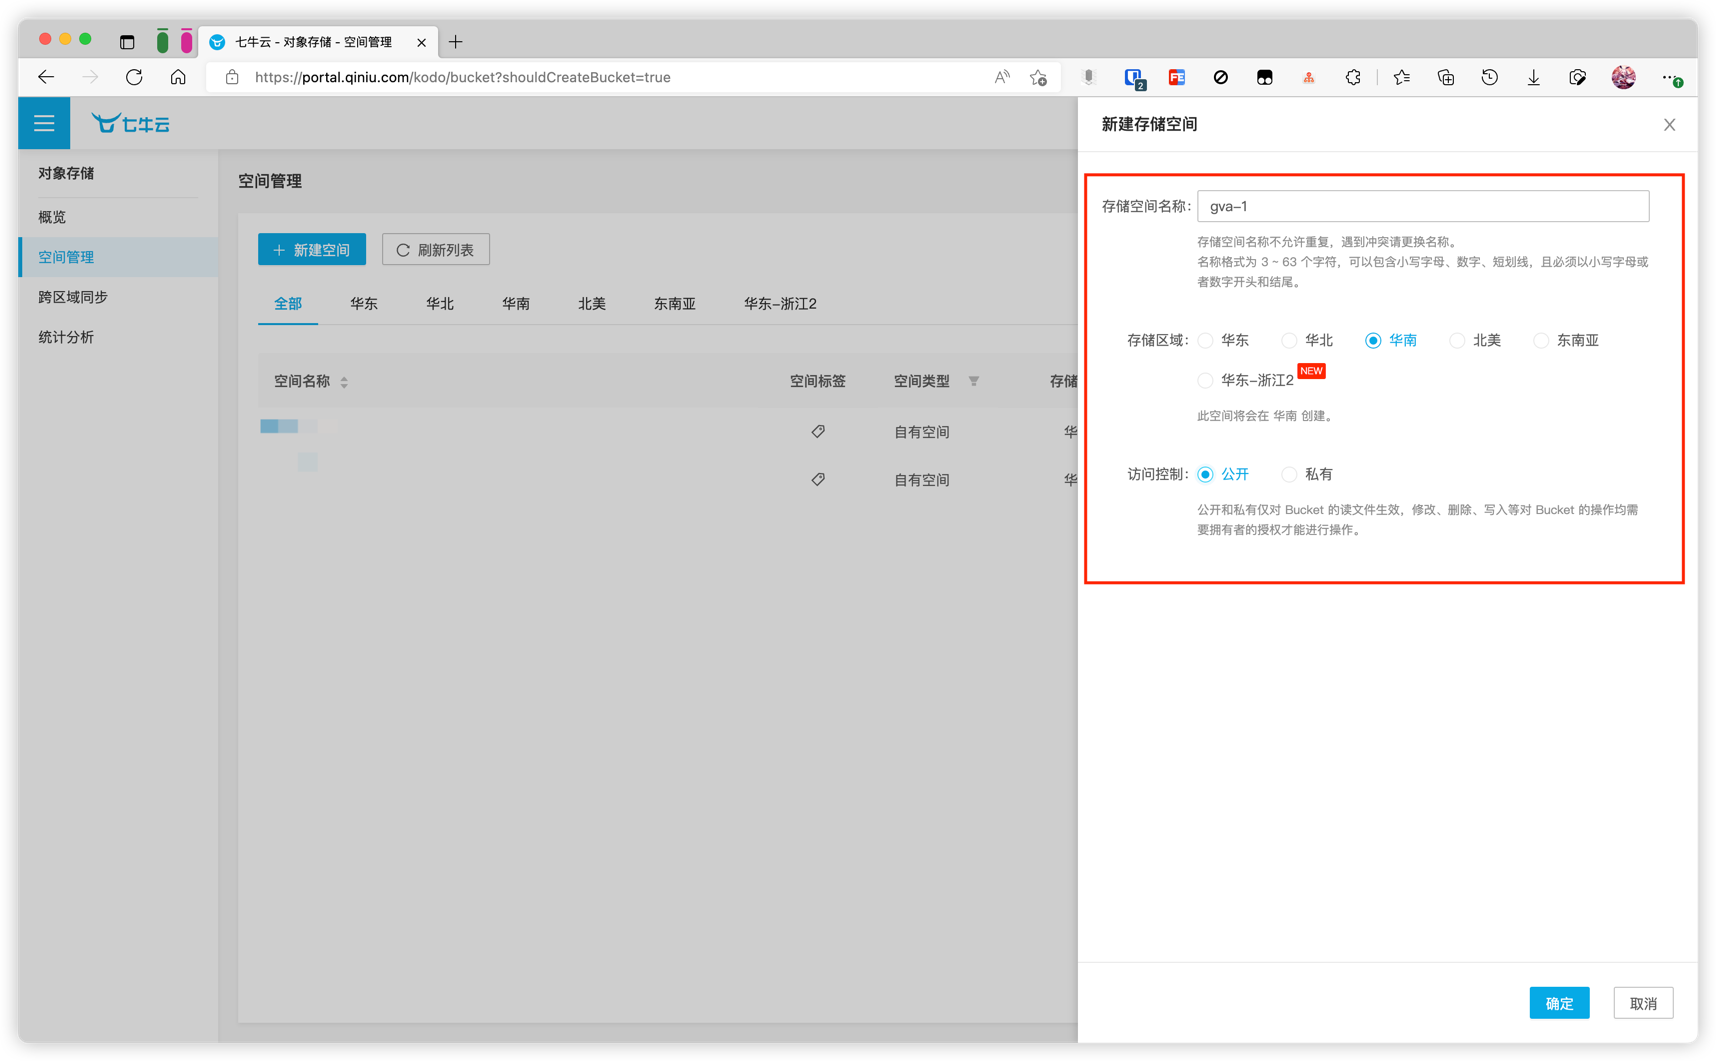 七牛云 - 对象存储 - 空间管理
https://portal.qiniu.com/kodo/bucket?shouldCreateBucket=true
2
七牛云
对象存储
概览
空间管理
跨区域同步
统计分析
空间管理
新建空间
刷新列表
全部 华东 华北 华南 北美 东南亚 华东-浙江2
空间名称 空间标签 空间类型 存储
自有空间 华
自有空间 华
新建存储空间
存储空间名称: gva-1
存储空间名称不允许重复，遇到冲突请更换名称。
名称格式为 3 ~ 63 个字符，可以包含小写字母、数字、短划线，且必须以小写字母或
者数字开头和结尾。
存储区域: 华东 华北 华南 北美 东南亚
华东-浙江2 NEW
此空间将会在 华南 创建。
访问控制: 公开 私有
公开和私有仅对 Bucket 的读文件生效，修改、删除、写入等对 Bucket 的操作均需
要拥有者的授权才能进行操作。
确定 取消